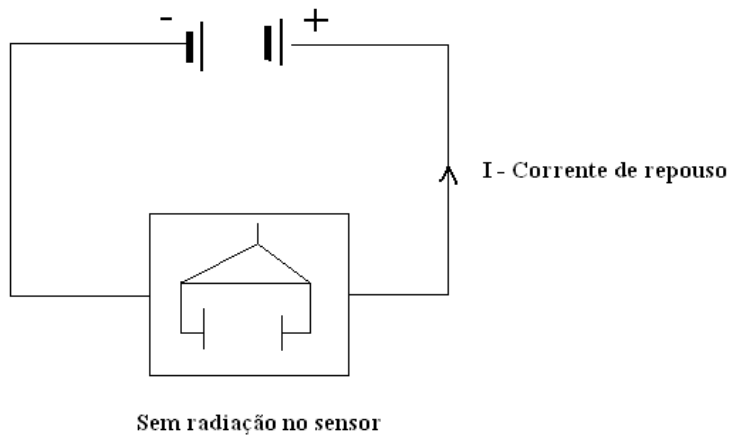 - +
I - Corrente de repouso
Sem radiação no sensor